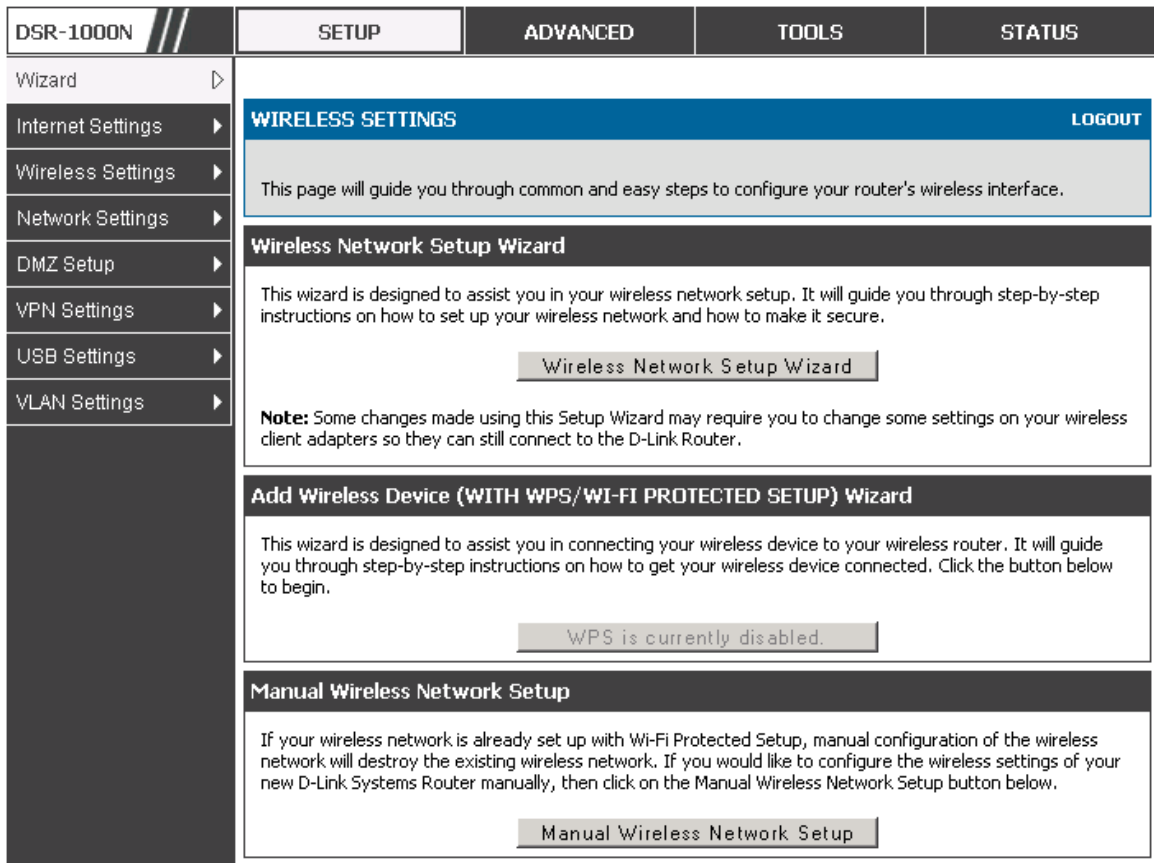 DSR-1000N
SETUP
ADVANCED
TOOLS
STATUS
Wizard
Internet Settings
Wireless Settings
Network Settings
DMZ Setup
VPN Settings
USB Settings
VLAN Settings
WIRELESS SETTINGS
LOGOUT
This page will guide you through common and easy steps to configure your router's wireless interface.
Wireless Network Setup Wizard
This wizard is designed to assist you in your wireless network setup. It will guide you through step-by-step
instructions on how to set up your wireless network and how to make it secure.
Wireless Network Setup Wizard
Note: Some changes made using this Setup Wizard may require you to change some settings on your wireless
client adapters so they can still connect to the D-Link Router.
Add Wireless Device (WITH WPS/WI-FI PROTECTED SETUP) Wizard
This wizard is designed to assist you in connecting your wireless device to your wireless router. It will guide
you through step-by-step instructions on how to get your wireless device connected. Click the button below
to begin.
WPS is currently disabled.
Manual Wireless Network Setup
If your wireless network is already set up with Wi-Fi Protected Setup, manual configuration of the wireless
network will destroy the existing wireless network. If you would like to configure the wireless settings of your
new D-Link Systems Router manually, then click on the Manual Wireless Network Setup button below.
Manual Wireless Network Setup